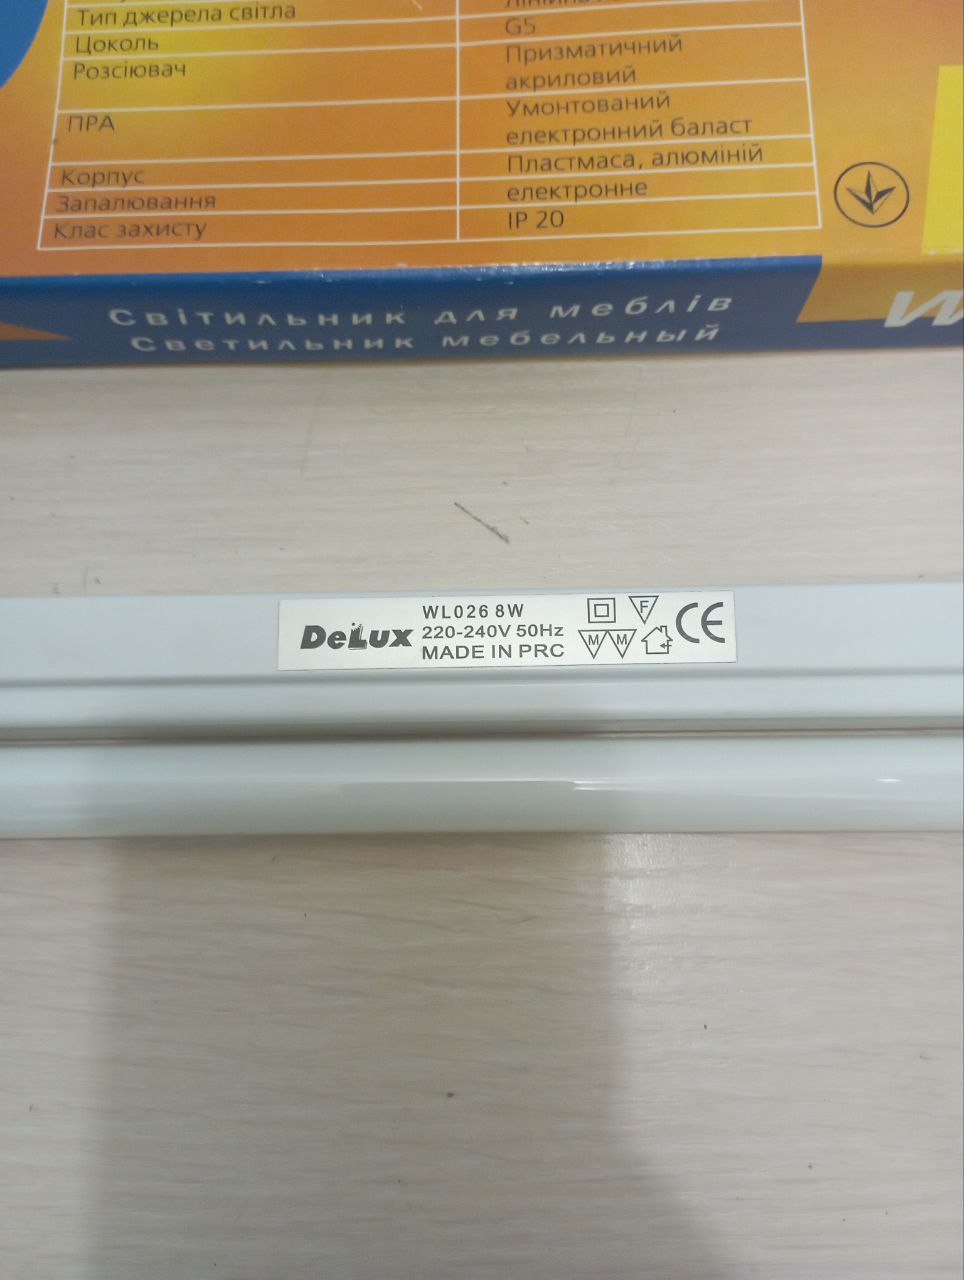 Тип джерела світла
Цоколь G5
Розсіювач Призматичний
акриловий
ПРА Умонтований
електронний баласт
Корпус Пластмаса, алюміній
Запалювання електронне
Клас захисту IP 20
Світильник для меблів
Светильник мебельный
DeLux
WL026 8W
220-240V 50Hz
MADE IN PRC
F
M M
CE